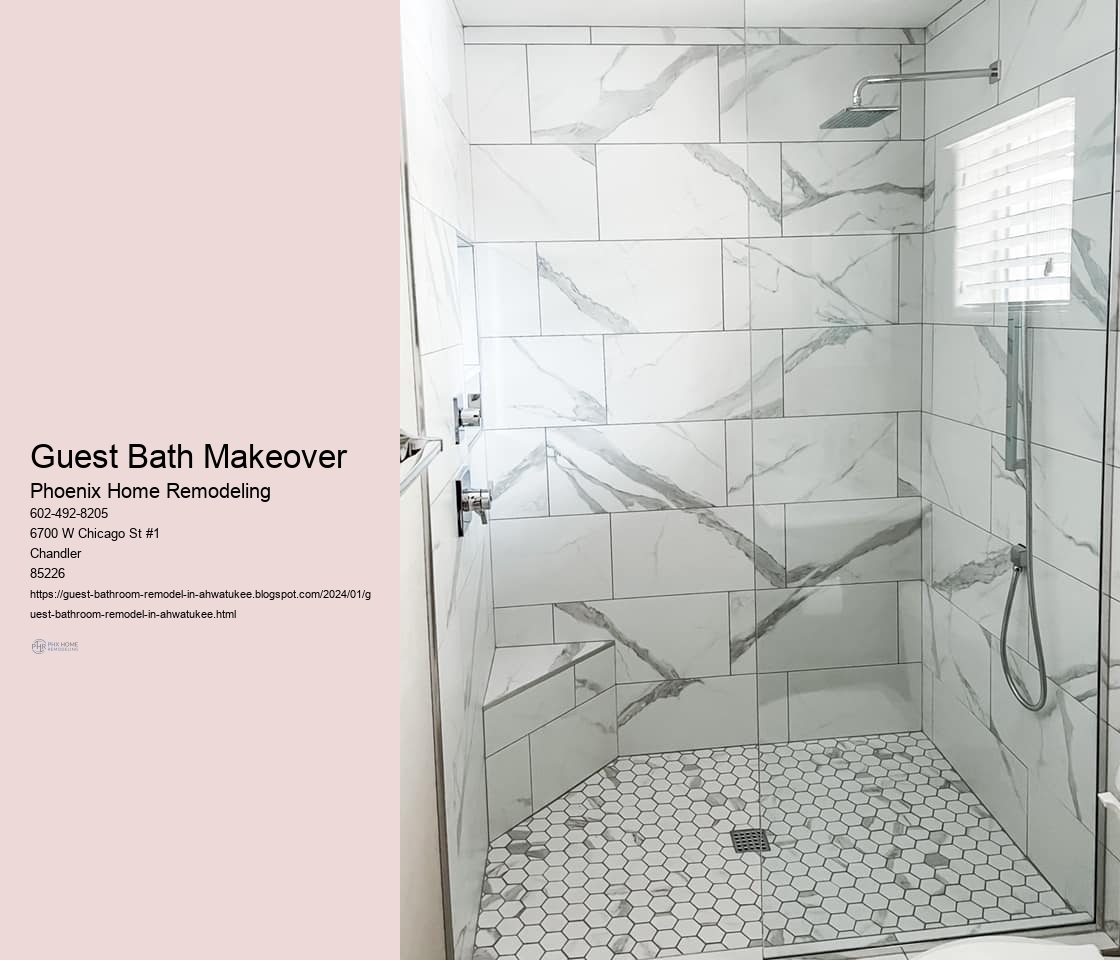 Guest Bath Makeover
Phoenix Home Remodeling
602-492-8205
6700 W Chicago St #1
Chandler
85226
https://guest-bathroom-remodel-in-ahwatukee.blogspot.com/2024/01/g
uest-bathroom-remodel-in-ahwatukee.html
PHR PHX HOME
REMODELING